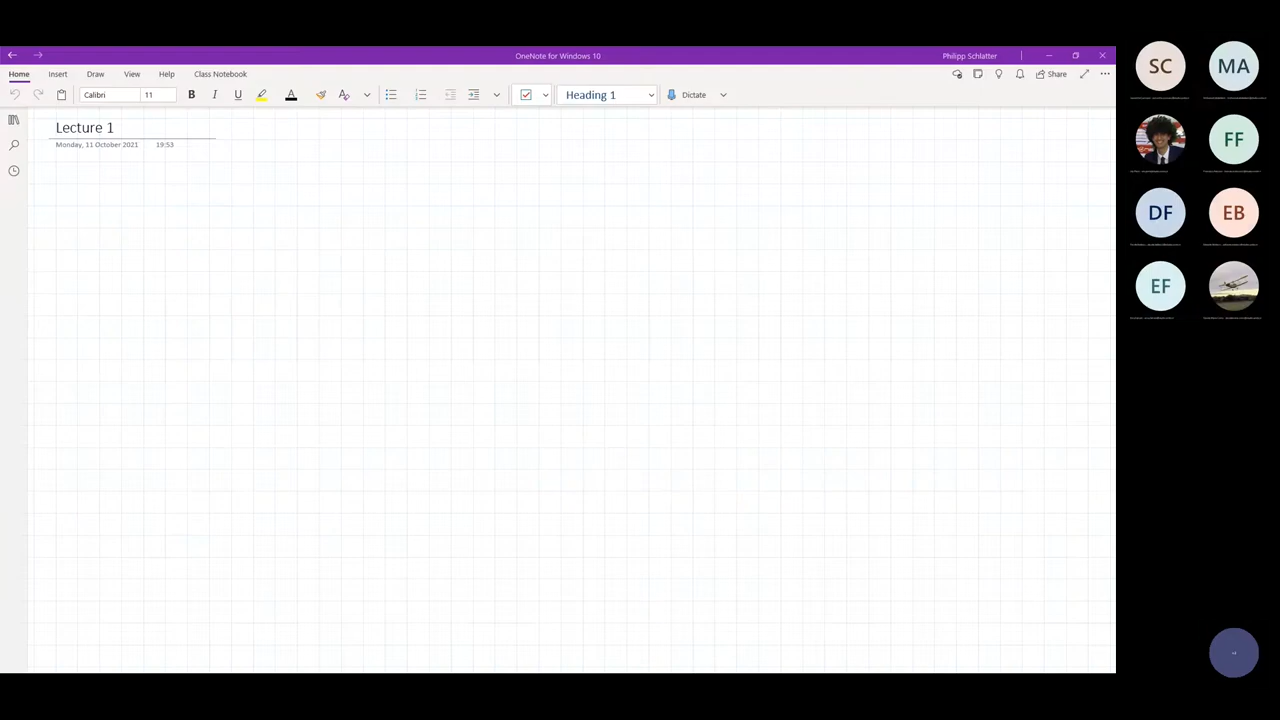 OneNote for Windows 10
Philipp Schlatter
Home Insert Draw View Help Class Notebook
Share
Calibri 11 B I U A Heading 1 Dictate
Lecture 1
Monday, 11 October 2021 19:53
SC MA
FF
DF EB
EF